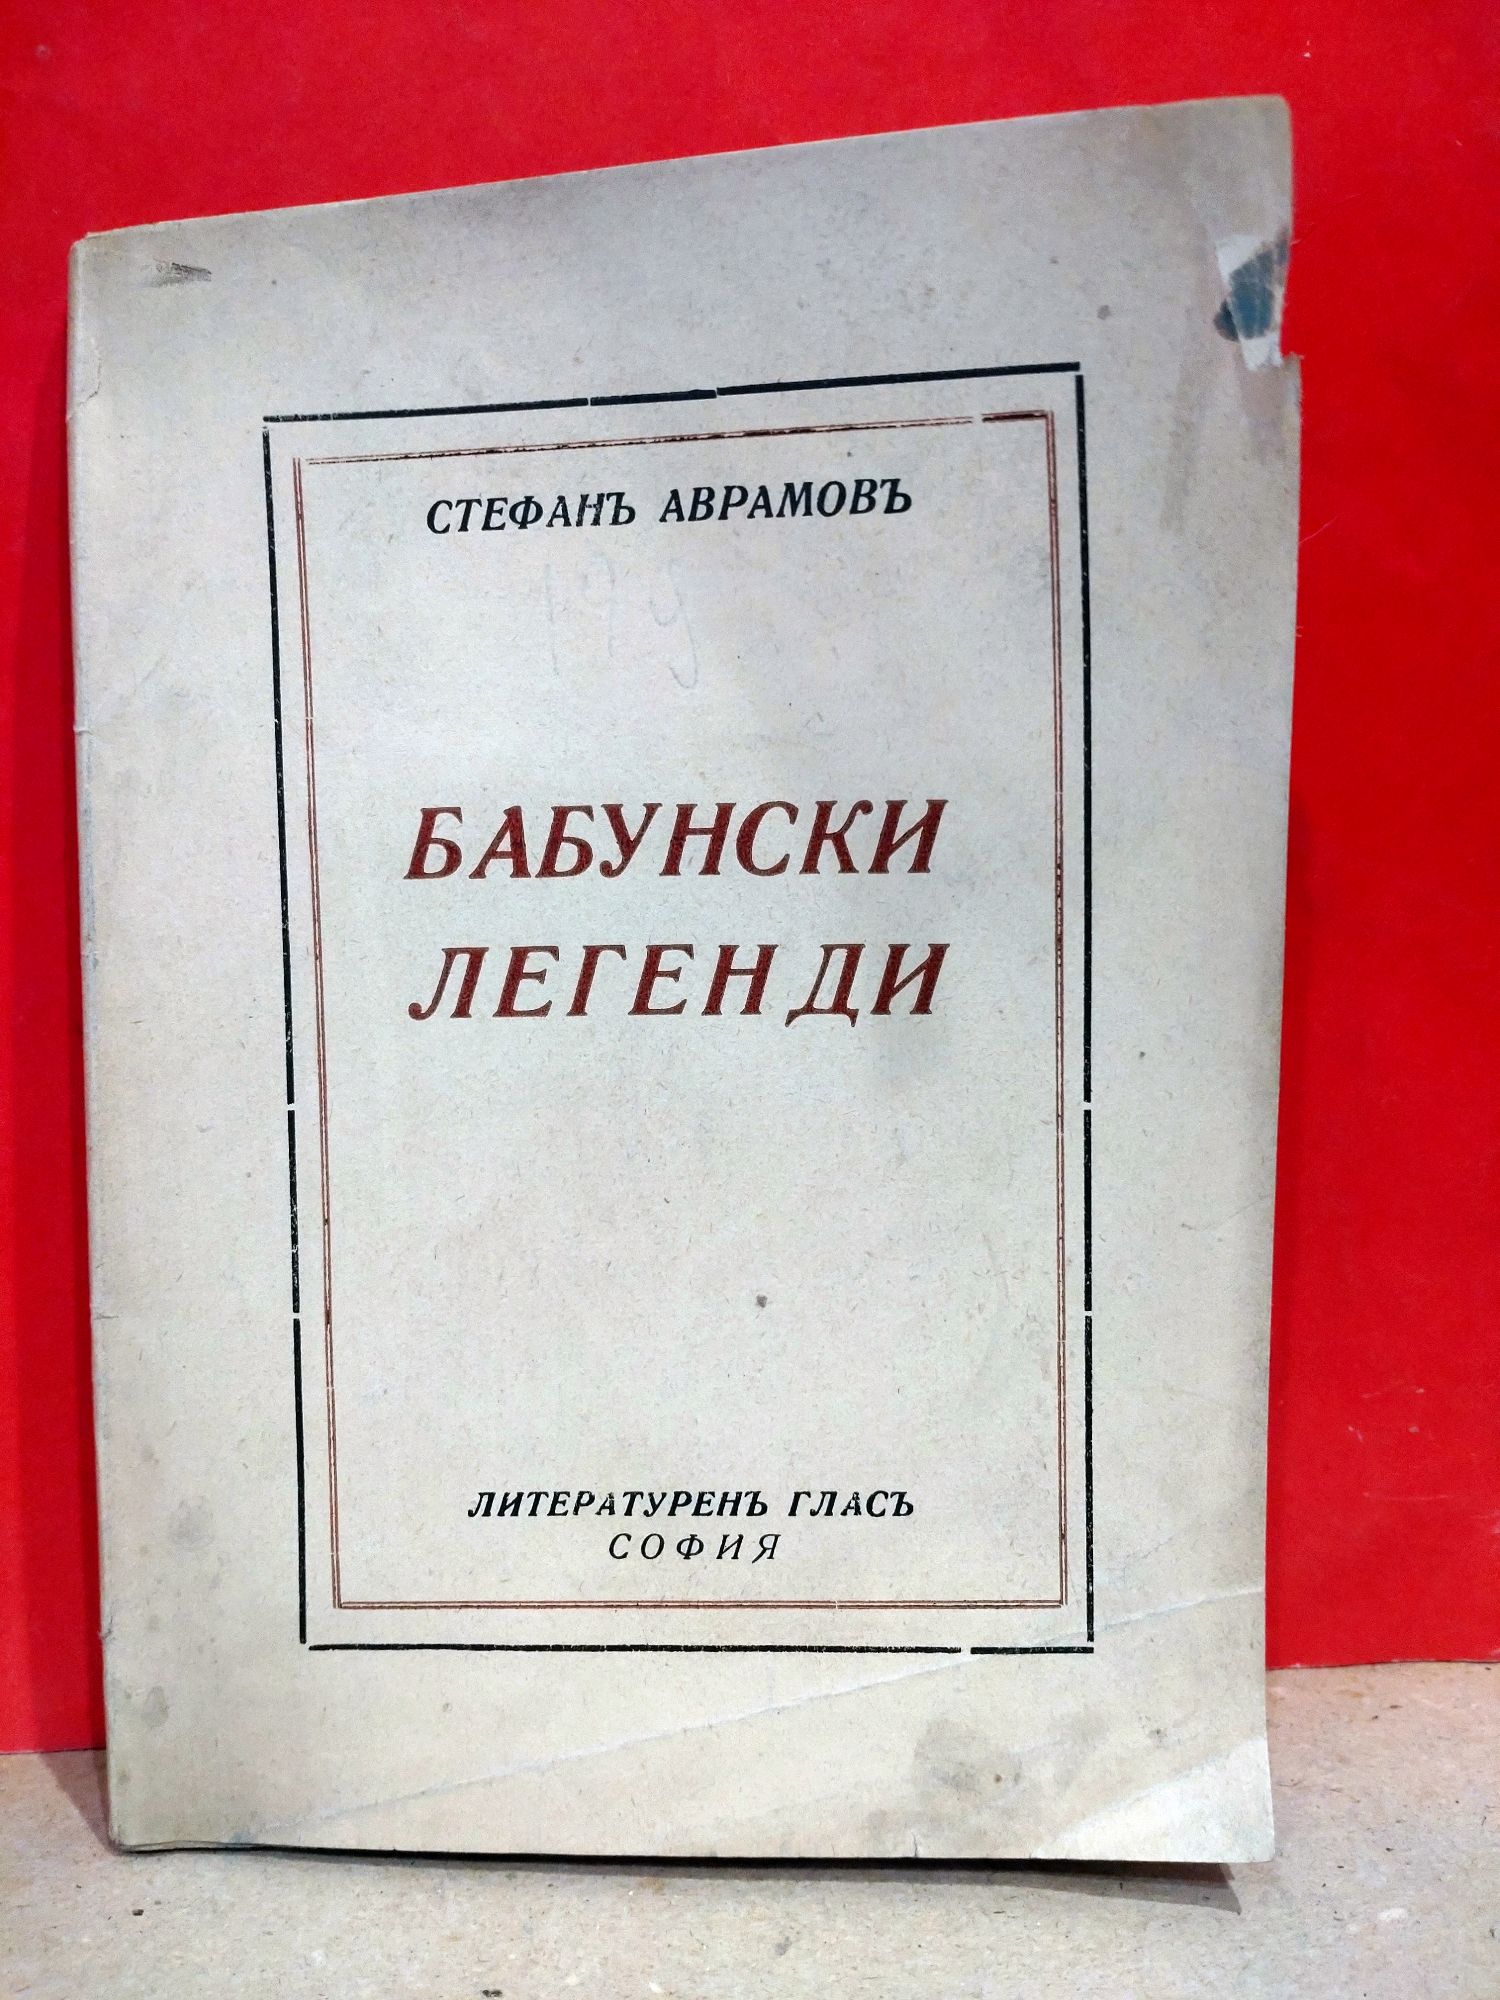 СТЕФАНЪ АВРАМОВЪ
БАБУНСКИ
ЛЕГЕНДИ
ЛИТЕРАТУРЕНЪ ГЛАСЪ
СОФИЯ